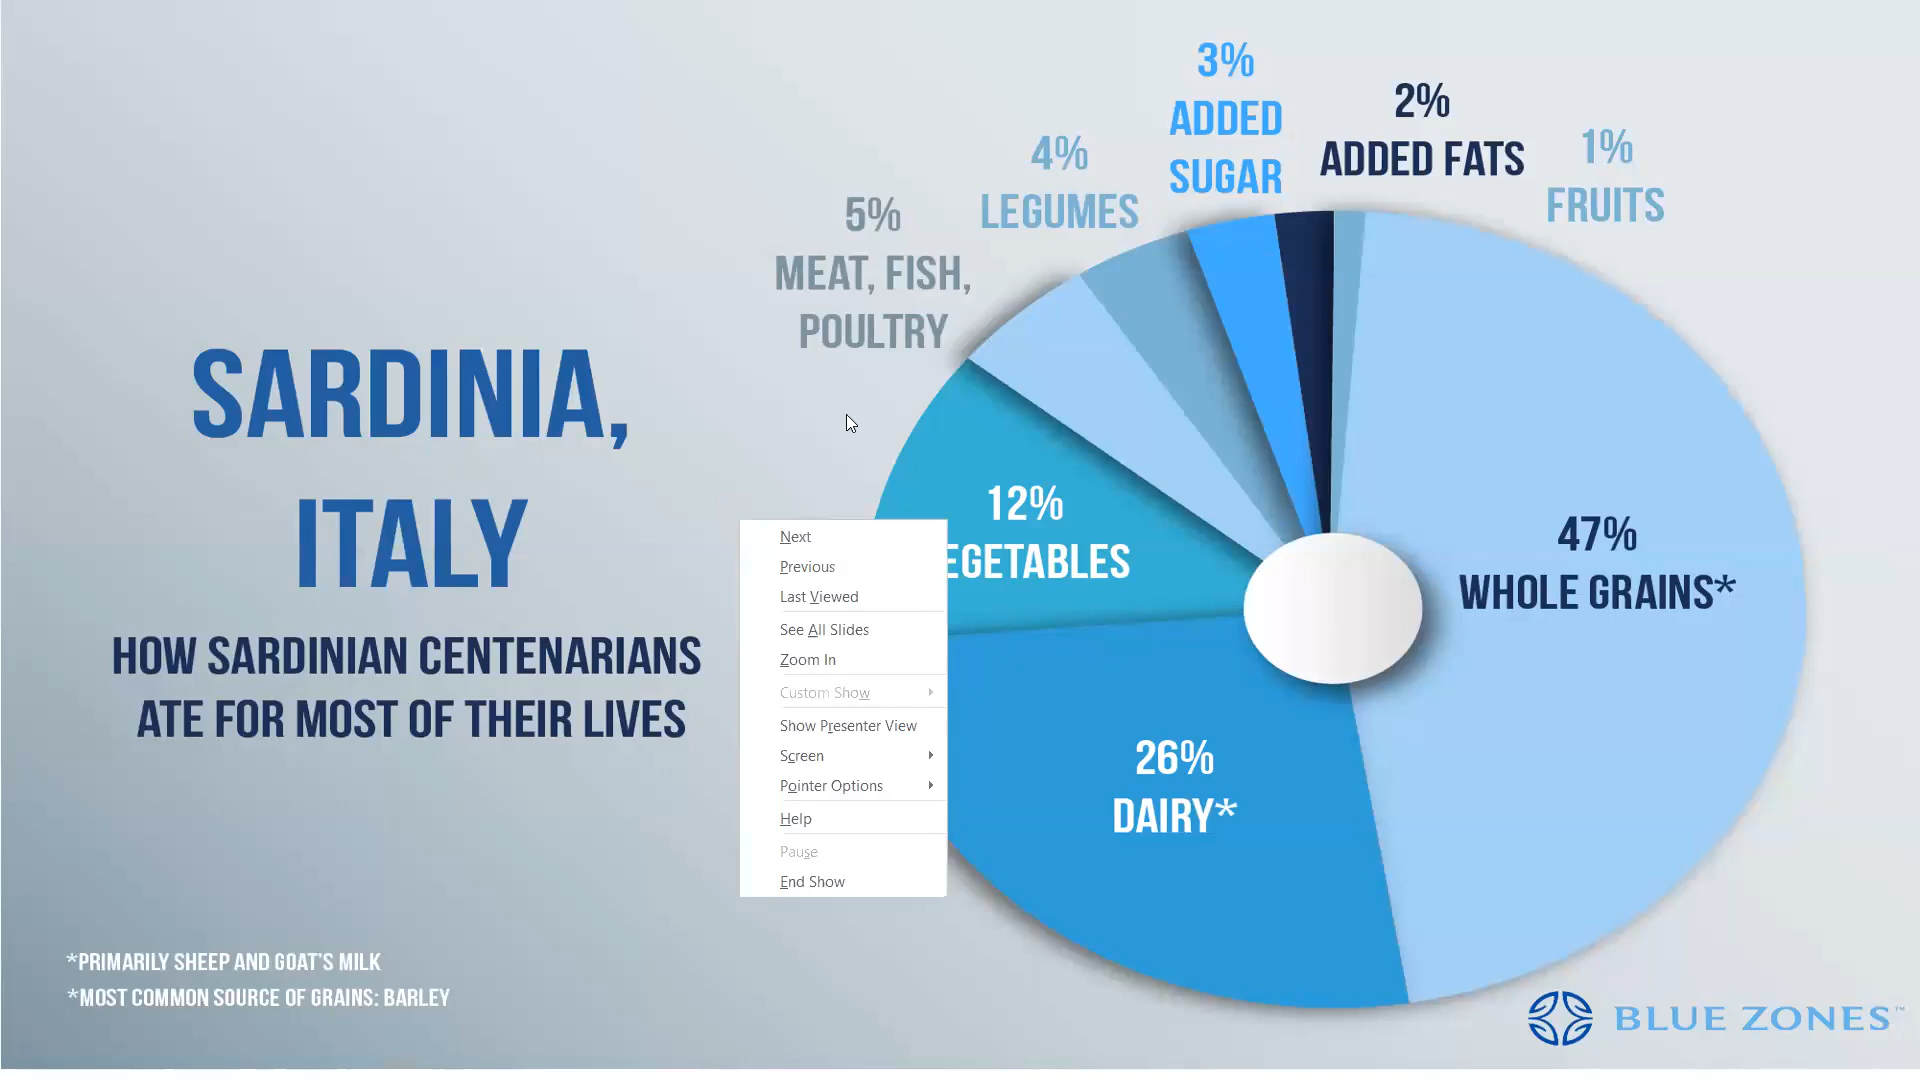 SARDINIA,
ITALY
HOW SARDINIAN CENTENARIANS
ATE FOR MOST OF THEIR LIVES
*PRIMARILY SHEEP AND GOAT'S MILK
*MOST COMMON SOURCE OF GRAINS: BARLEY
5%
MEAT, FISH,
POULTRY
4%
LEGUMES
3%
ADDED
SUGAR
2%
ADDED FATS
1%
FRUITS
47%
WHOLE GRAINS*
12%
EGETABLES
26%
DAIRY*
Next
Previous
Last Viewed
See All Slides
Zoom In
Custom Show
Show Presenter View
Screen
Pointer Options
Help
Pause
End Show
BLUE ZONES™